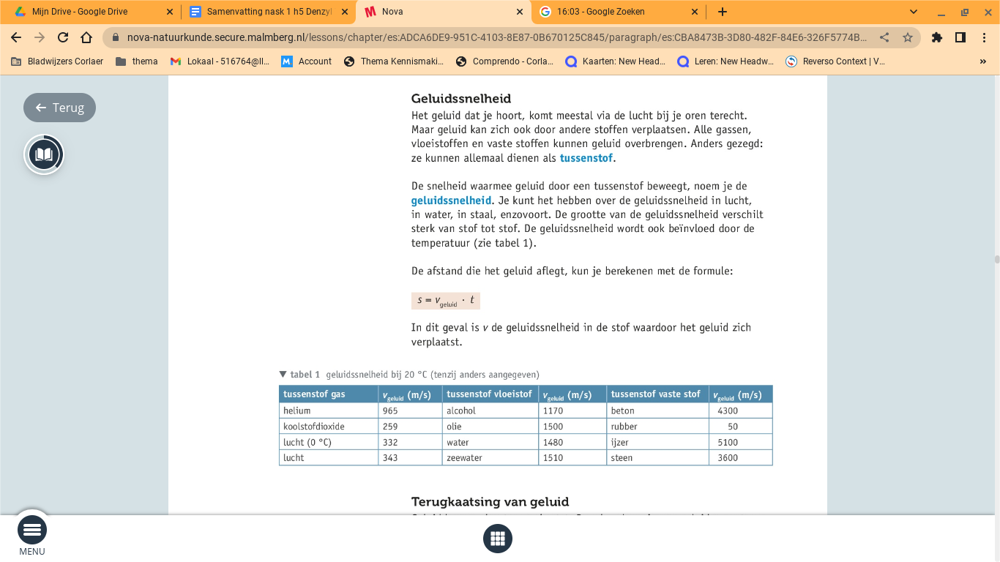 Mijn Drive - Google Drive
Samenvatting nask 1 h5 Denzyl
Nova
16:03 - Google Zoeken
nova-natuurkunde.secure.malmberg.nl/lessons/chapter/es:ADCA6DE9-951C-4103-8E87-0B670125C845/paragraph/es:CBA8473B-3D80-482F-84E6-326F5774B...
Bladwijzers Corlaer
thema
Lokaal - 516764@ll...
Account
Thema Kennismaki...
Comprendo - Corla...
Kaarten: New Head...
Leren: New Headw...
Reverso Context | V...
Terug
Geluidssnelheid
Het geluid dat je hoort, komt meestal via de lucht bij je oren terecht.
Maar geluid kan zich ook door andere stoffen verplaatsen. Alle gassen,
vloeistoffen en vaste stoffen kunnen geluid overbrengen. Anders gezegd:
ze kunnen allemaal dienen als tussenstof.
De snelheid waarmee geluid door een tussenstof beweegt, noem je de
geluidssnelheid. Je kunt het hebben over de geluidssnelheid in lucht,
in water, in staal, enzovoort. De grootte van de geluidssnelheid verschilt
sterk van stof tot stof. De geluidssnelheid wordt ook beïnvloed door de
temperatuur (zie tabel 1).
De afstand die het geluid aflegt, kun je berekenen met de formule:
s = v geluid · t
In dit geval is v de geluidssnelheid in de stof waardoor het geluid zich
verplaatst.
▼ tabel 1 geluidssnelheid bij 20 °C (tenzij anders aangegeven)
tussenstof gas v geluid (m/s) tussenstof vloeistof v geluid (m/s) tussenstof vaste stof v geluid (m/s)
helium 965 alcohol 1170 beton 4300
koolstofdioxide 259 olie 1500 rubber 50
lucht (0 °C) 332 water 1480 ijzer 5100
lucht 343 zeewater 1510 steen 3600
Terugkaatsing van geluid
MENU